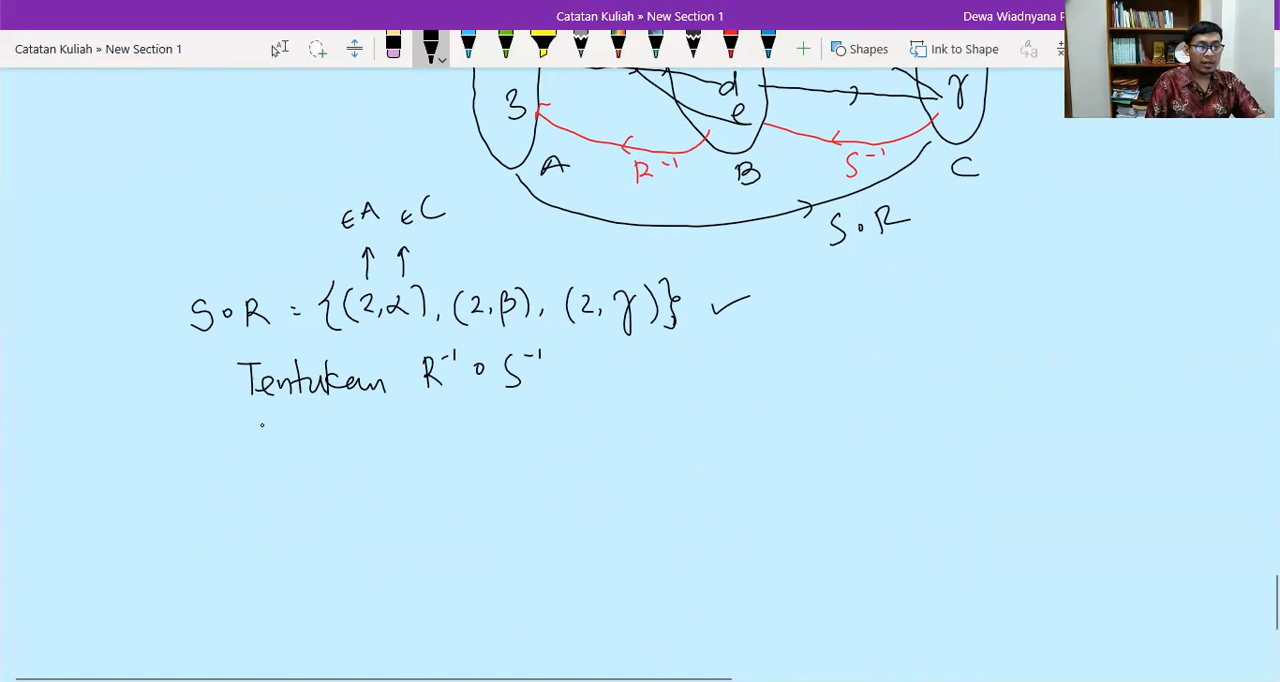 Catatan Kuliah » New Section 1
Dewa Wiadnyana P
Catatan Kuliah » New Section 1
Shapes
Ink to Shape
3 d e γ
A R⁻¹ B S⁻¹ C
S∘R
∈A ∈C
S∘R = {(2,α), (2,β), (2,γ)} ✓
Tentukan R⁻¹ ∘ S⁻¹